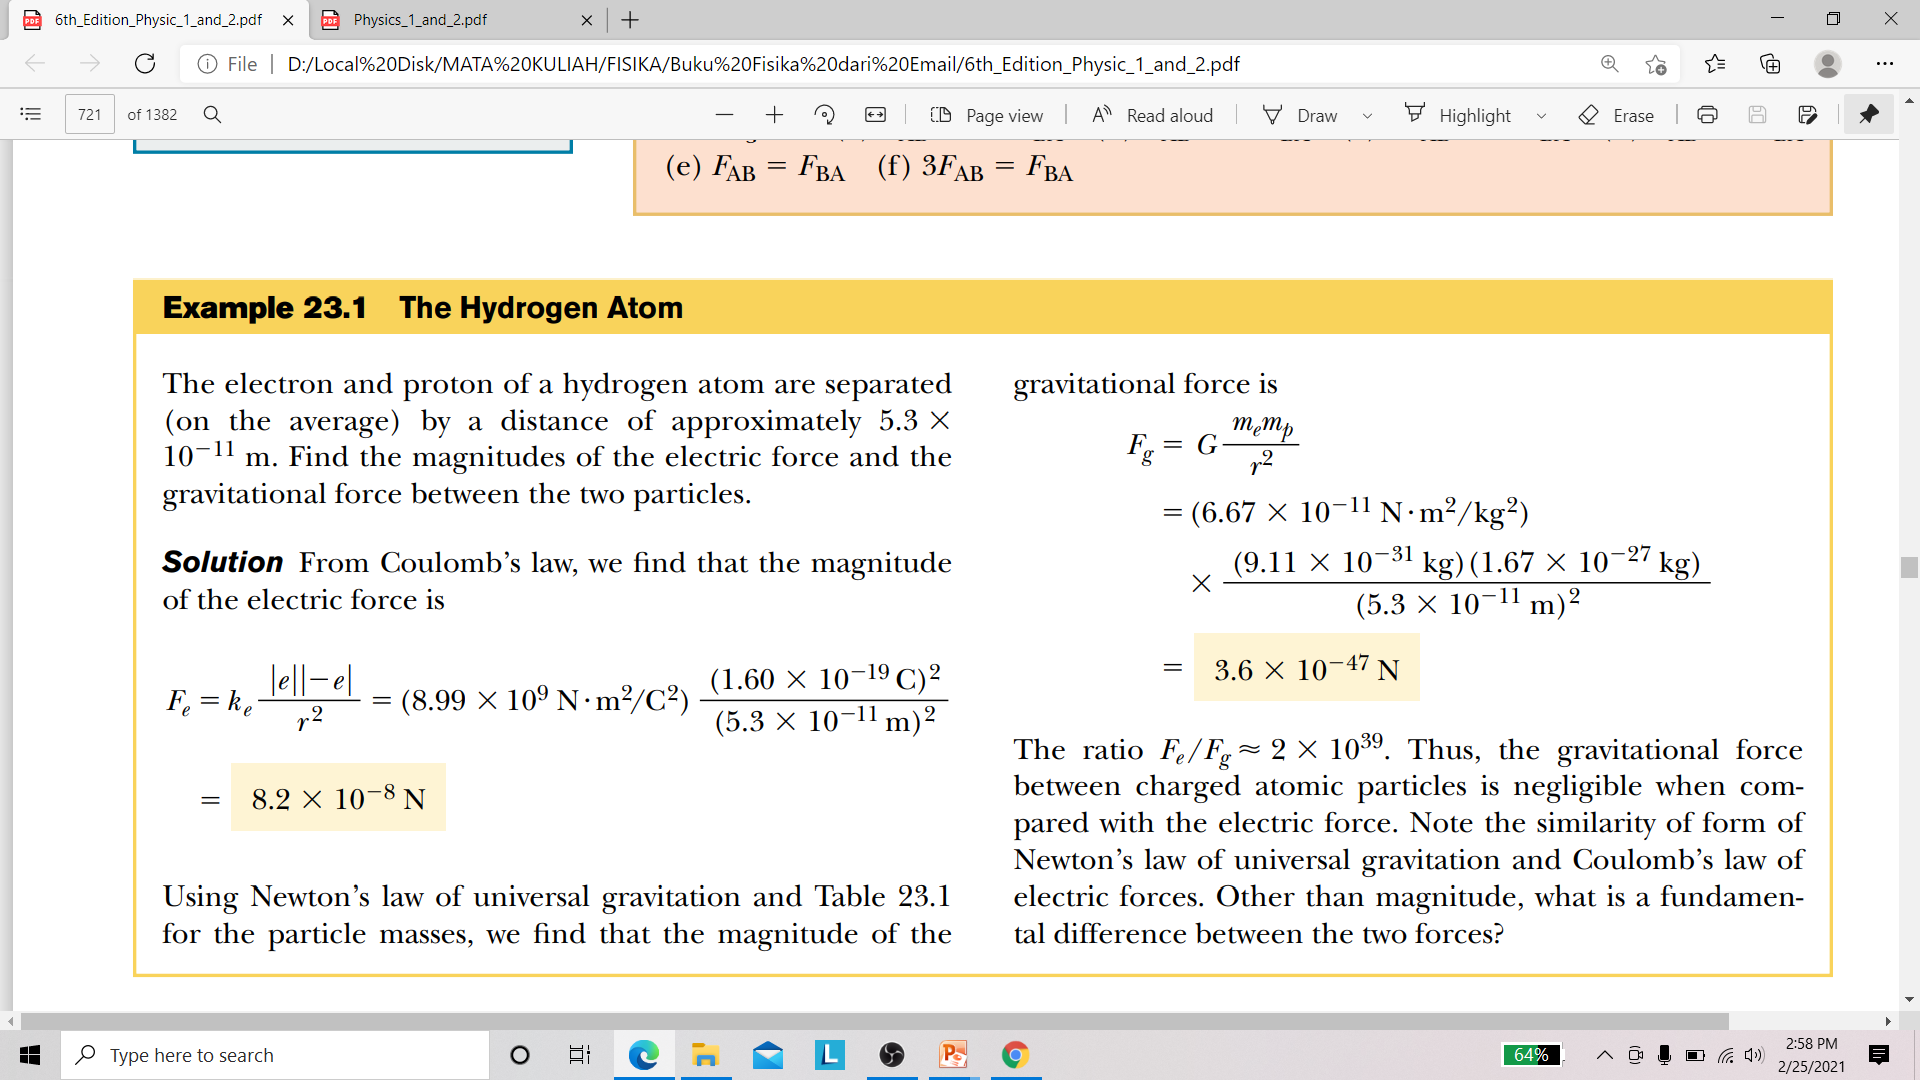 6th_Edition_Physic_1_and_2.pdf
Physics_1_and_2.pdf
File
D:/Local%20Disk/MATA%20KULIAH/FISIKA/Buku%20Fisika%20dari%20Email/6th_Edition_Physic_1_and_2.pdf
721 of 1382
Page view
Read aloud
Draw
Highlight
Erase
(e) F_AB = F_BA (f) 3F_AB = F_BA
Example 23.1 The Hydrogen Atom
The electron and proton of a hydrogen atom are separated
(on the average) by a distance of approximately 5.3 ×
10⁻¹¹ m. Find the magnitudes of the electric force and the
gravitational force between the two particles.
Solution From Coulomb's law, we find that the magnitude
of the electric force is
F_e = k_e |e||−e| / r² = (8.99 × 10⁹ N·m²/C²) (1.60 × 10⁻¹⁹ C)² / (5.3 × 10⁻¹¹ m)²
= 8.2 × 10⁻⁸ N
Using Newton's law of universal gravitation and Table 23.1
for the particle masses, we find that the magnitude of the
gravitational force is
F_g = G m_e m_p / r²
= (6.67 × 10⁻¹¹ N·m²/kg²)
× (9.11 × 10⁻³¹ kg)(1.67 × 10⁻²⁷ kg) / (5.3 × 10⁻¹¹ m)²
= 3.6 × 10⁻⁴⁷ N
The ratio F_e/F_g ≈ 2 × 10³⁹. Thus, the gravitational force
between charged atomic particles is negligible when com-
pared with the electric force. Note the similarity of form of
Newton's law of universal gravitation and Coulomb's law of
electric forces. Other than magnitude, what is a fundamen-
tal difference between the two forces?
Type here to search
64%
2:58 PM
2/25/2021